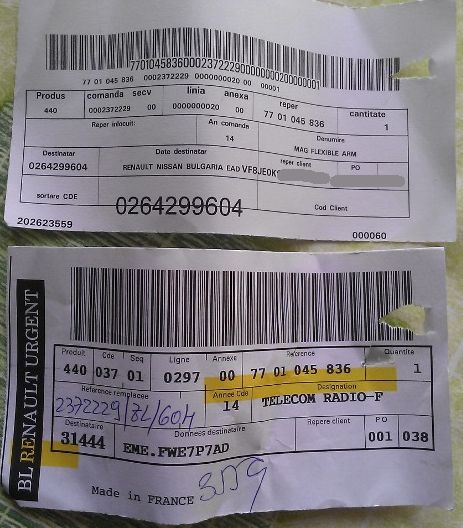 77010458360002372229000000002000000​01
77 01 045 836 0002372229 0000000020 00 00001
Produs comanda secv linia anexa reper cantitate
440 0002372229 00 0000000020 00 77 01 045 836 1
Reper inlocuit: An comanda Denumire
14 MAG FLEXIBLE ARM
Destinatar Date destinatar reper client PO
0264299604 RENAULT NISSAN BULGARIA EAD VF8JE0K
sortare CDE 0264299604 Cod Client
202623559 000060
BL RENAULT URGENT
Produit Cde Seq Ligne Annexe Reference Quantite
440 037 01 0297 00 77 01 045 836 1
Reference remplacee Annee Cde Designation
2372229/ZL/604 14 TELECOM RADIO-F
Destinataire Donnees destinataire Repere client PO
31444 EME.FWE7P7AD 001 038
Made in FRANCE